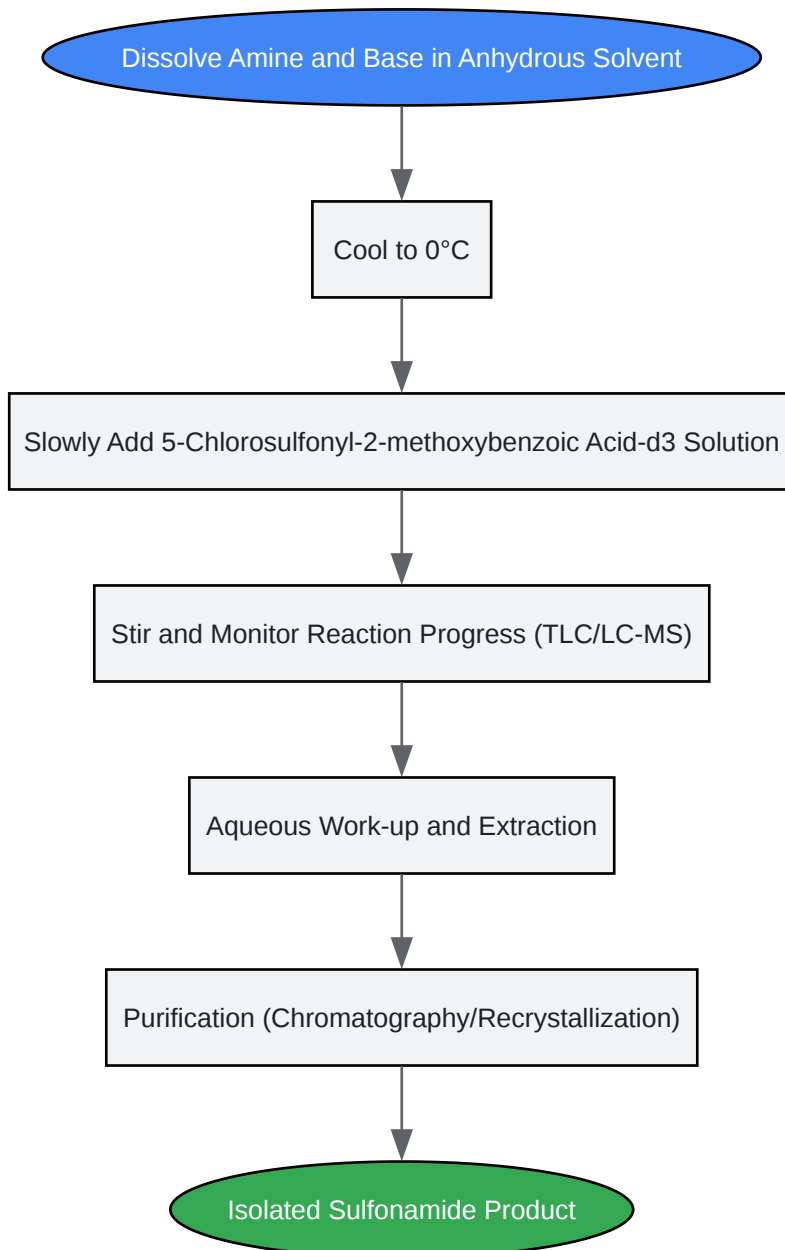 Dissolve Amine and Base in Anhydrous Solvent
Cool to 0°C
Slowly Add 5-Chlorosulfonyl-2-methoxybenzoic Acid-d3 Solution
Stir and Monitor Reaction Progress (TLC/LC-MS)
Aqueous Work-up and Extraction
Purification (Chromatography/Recrystallization)
Isolated Sulfonamide Product